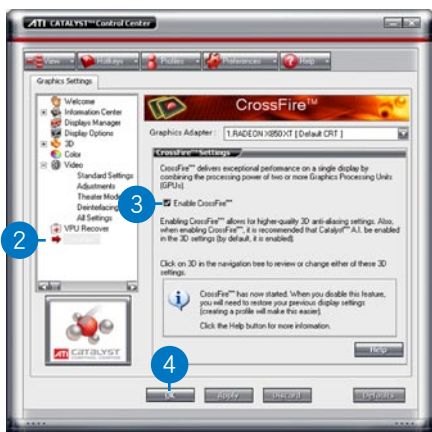 ATI CATALYST™ Control Center
View Hotkeys Profiles Preferences Help
Graphics Settings
Welcome
Information Center
Displays Manager
Display Options
3D
Color
Video
Standard Settings
Adjustments
Theater Mode
Deinterlacing
All Settings
VPU Recover
2
CrossFire™
Graphics Adapter : 1.RADEON X850 XT [ Default CRT ]
CrossFire™ Settings
CrossFire™ delivers exceptional performance on a single display by
combining the processing power of two or more Graphics Processing Units
(GPUs).
3
Enable CrossFire™
Enabling CrossFire™ allows for higher-quality 3D anti-aliasing settings. Also,
when enabling CrossFire™, it is recommended that Catalyst™ A.I. be enabled
in the 3D settings (by default, it is enabled).
Click on 3D in the navigation tree to review or change either of these 3D
settings.
CrossFire™ has now started. When you disable this feature,
you will need to restore your previous display settings
(creating a profile will make this easier).
Click the Help button for more information.
Help
ATI CATALYST
CONTROL CENTER
4
OK Apply Discard Defaults